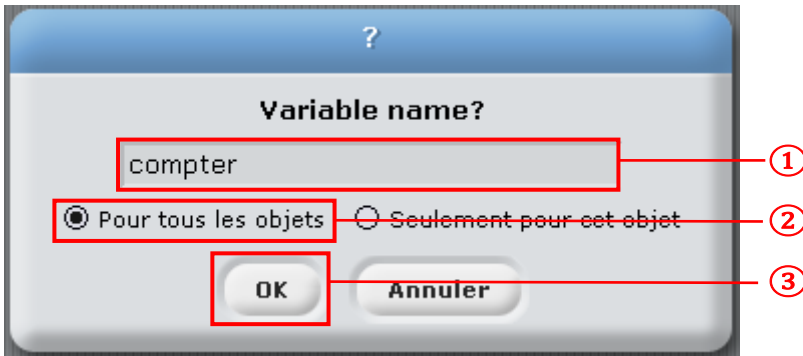 ?
Variable name?
compter
①
Pour tous les objets Seulement pour cet objet
②
OK Annuler
③